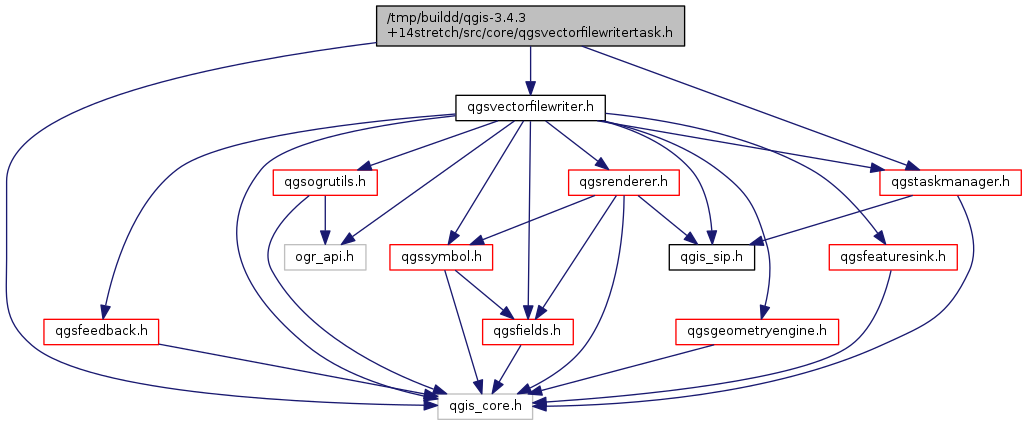 /tmp/buildd/qgis-3.4.3
+14stretch/src/core/qgsvectorfilewritertask.h
qgsvectorfilewriter.h
qgsogrutils.h
qgsrenderer.h
qgstaskmanager.h
ogr_api.h
qgssymbol.h
qgis_sip.h
qgsfeaturesink.h
qgsfeedback.h
qgsfields.h
qgsgeometryengine.h
qgis_core.h